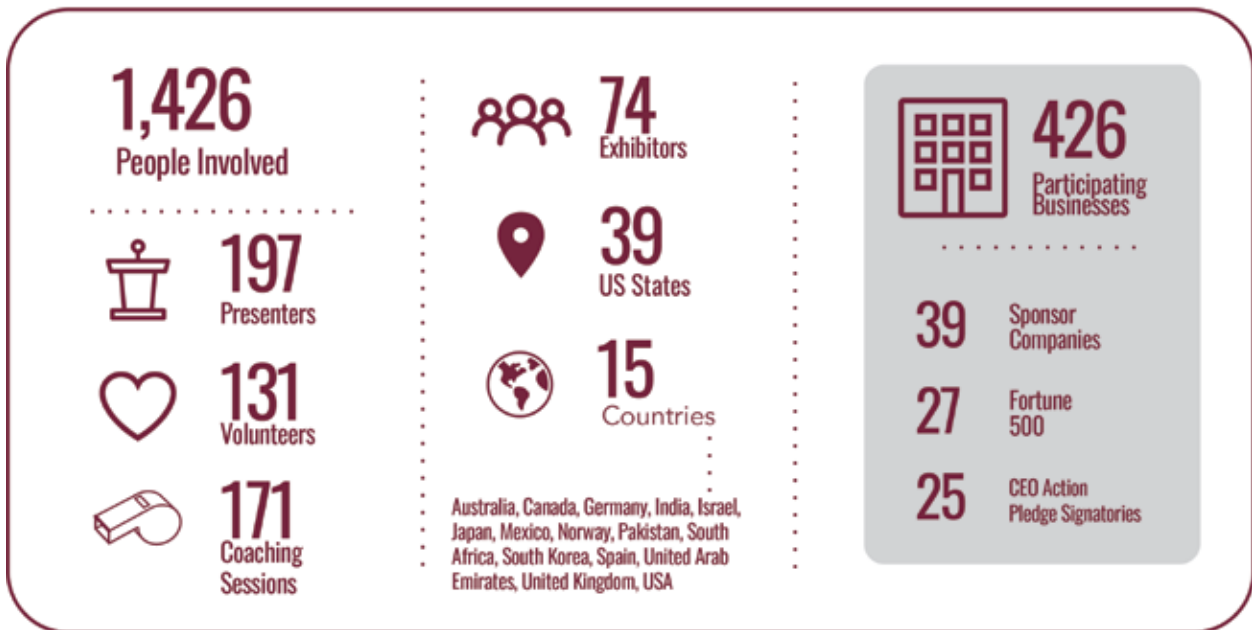 1,426
People Involved
197
Presenters
131
Volunteers
171
Coaching
Sessions
74
Exhibitors
39
US States
15
Countries
Australia, Canada, Germany, India, Israel,
Japan, Mexico, Norway, Pakistan, South
Africa, South Korea, Spain, United Arab
Emirates, United Kingdom, USA
426
Participating
Businesses
39
Sponsor
Companies
27
Fortune
500
25
CEO Action
Pledge Signatories